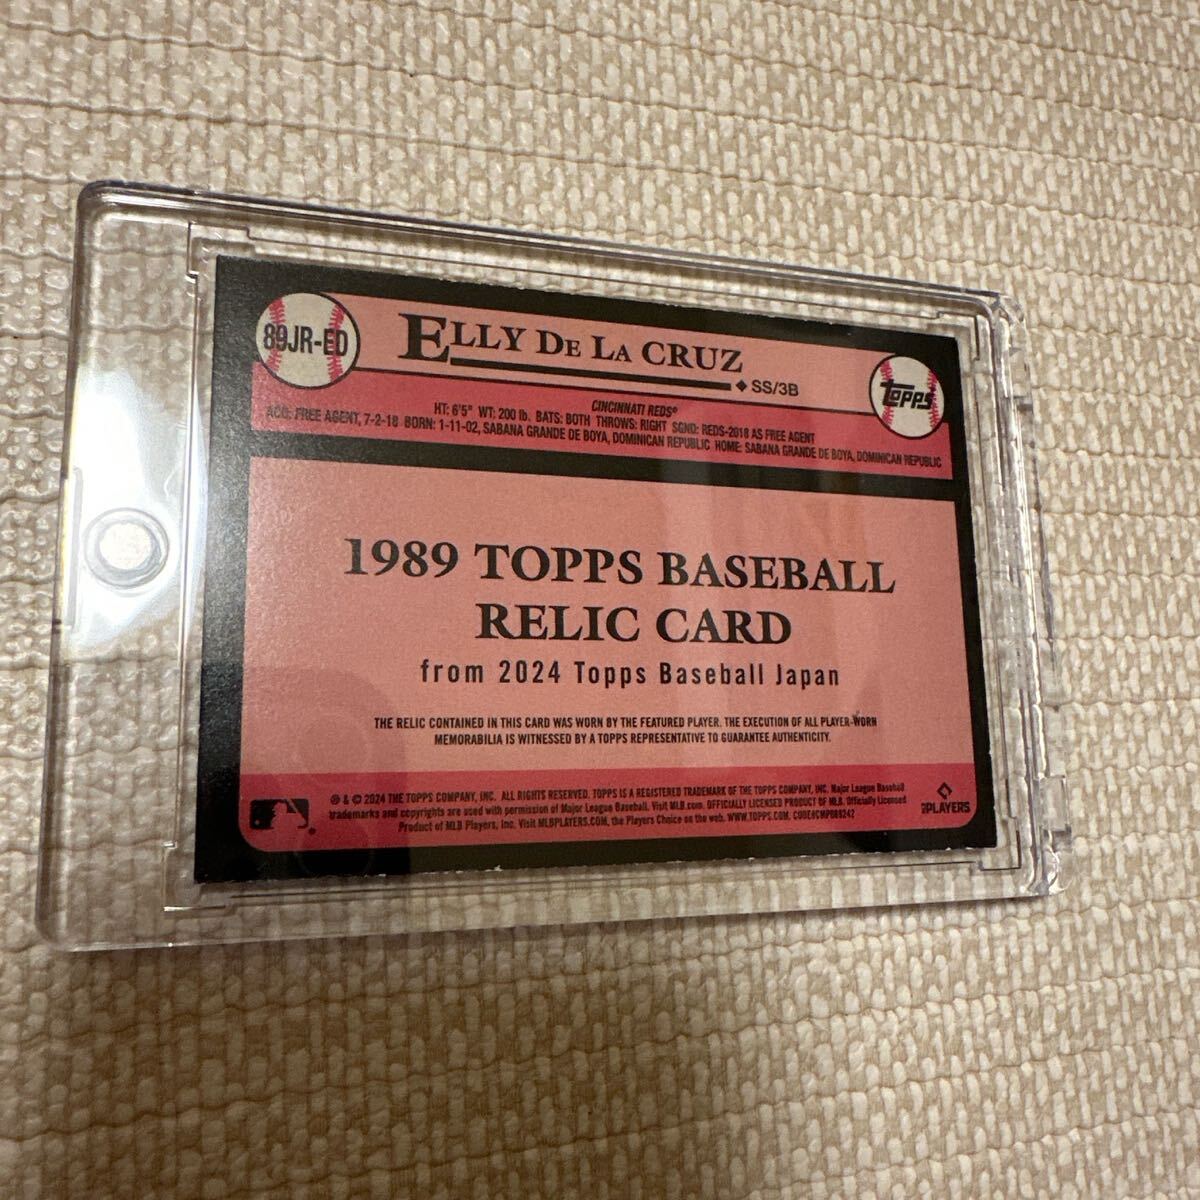 89JR-ED
ELLY DE LA CRUZ
◆ SS/3B
Topps
CINCINNATI REDS®
HT: 6'5" WT: 200 lb. BATS: BOTH THROWS: RIGHT SGND: REDS-2018 AS FREE AGENT
ACQ: FREE AGENT, 7-2-18 BORN: 1-11-02, SABANA GRANDE DE BOYA, DOMINICAN REPUBLIC HOME: SABANA GRANDE DE BOYA, DOMINICAN REPUBLIC
1989 TOPPS BASEBALL
RELIC CARD
from 2024 Topps Baseball Japan
THE RELIC CONTAINED IN THIS CARD WAS WORN BY THE FEATURED PLAYER. THE EXECUTION OF ALL PLAYER-WORN
MEMORABILIA IS WITNESSED BY A TOPPS REPRESENTATIVE TO GUARANTEE AUTHENTICITY.
® & © 2024 THE TOPPS COMPANY, INC. ALL RIGHTS RESERVED. TOPPS IS A REGISTERED TRADEMARK OF THE TOPPS COMPANY, INC. Major League Baseball
trademarks and copyrights are used with permission of Major League Baseball. Visit MLB.com. OFFICIALLY LICENSED PRODUCT OF MLB. Officially Licensed
Product of MLB Players, Inc. Visit MLBPLAYERS.COM, the Players Choice on the web. WWW.TOPPS.COM. CODE#CMP089242
PLAYERS